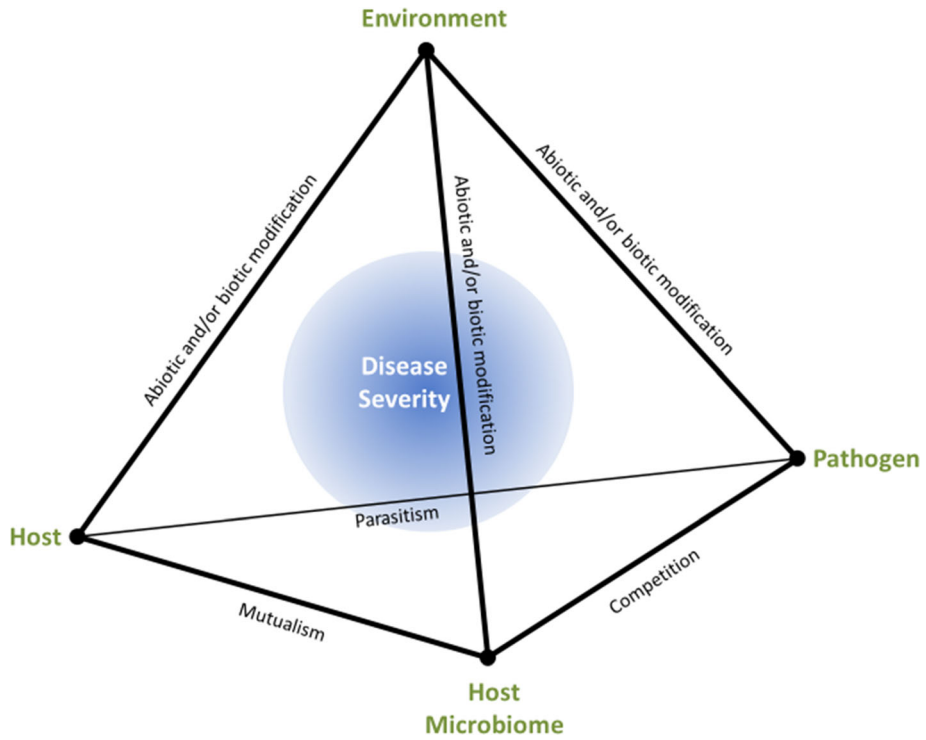 Environment
Abiotic and/or biotic modification
Abiotic and/or biotic modification
Abiotic and/or biotic modification
Disease
Severity
Pathogen
Parasitism
Host
Competition
Mutualism
Host
Microbiome